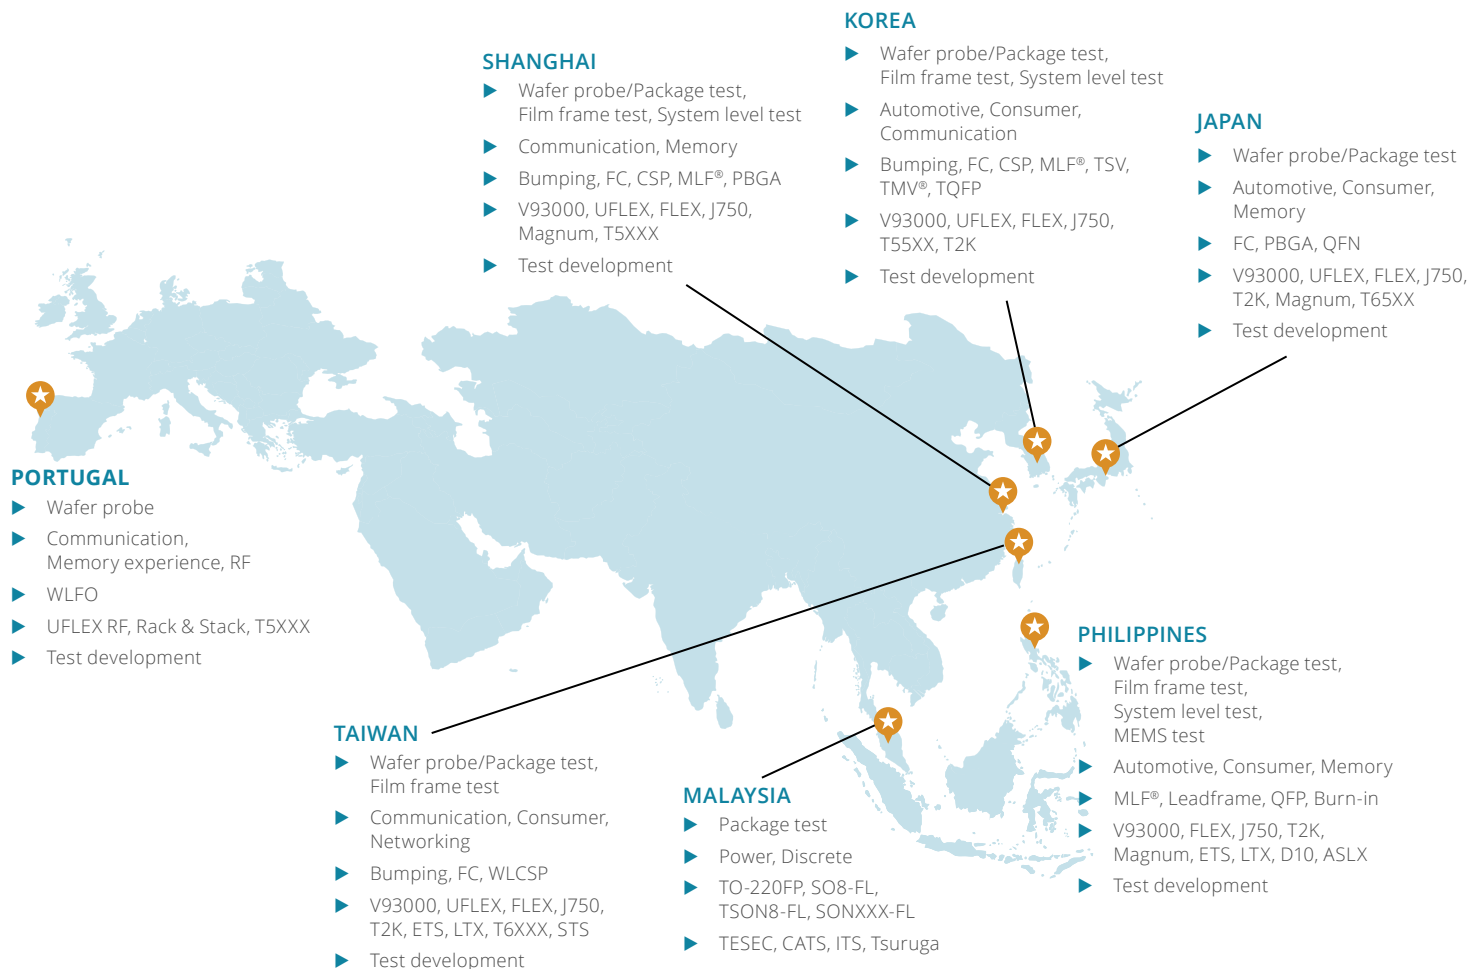 KOREA
Wafer probe/Package test,
Film frame test, System level test
Automotive, Consumer,
Communication
Bumping, FC, CSP, MLF®, TSV,
TMV®, TQFP
V93000, UFLEX, FLEX, J750,
T55XX, T2K
Test development
SHANGHAI
Wafer probe/Package test,
Film frame test, System level test
Communication, Memory
Bumping, FC, CSP, MLF®, PBGA
V93000, UFLEX, FLEX, J750,
Magnum, T5XXX
Test development
JAPAN
Wafer probe/Package test
Automotive, Consumer,
Memory
FC, PBGA, QFN
V93000, UFLEX, FLEX, J750,
T2K, Magnum, T65XX
Test development
PORTUGAL
Wafer probe
Communication,
Memory experience, RF
WLFO
UFLEX RF, Rack & Stack, T5XXX
Test development
PHILIPPINES
Wafer probe/Package test,
Film frame test,
System level test,
MEMS test
Automotive, Consumer, Memory
MLF®, Leadframe, QFP, Burn-in
V93000, FLEX, J750, T2K,
Magnum, ETS, LTX, D10, ASLX
Test development
TAIWAN
Wafer probe/Package test,
Film frame test
Communication, Consumer,
Networking
Bumping, FC, WLCSP
V93000, UFLEX, FLEX, J750,
T2K, ETS, LTX, T6XXX, STS
Test development
MALAYSIA
Package test
Power, Discrete
TO-220FP, SO8-FL,
TSON8-FL, SONXXX-FL
TESEC, CATS, ITS, Tsuruga